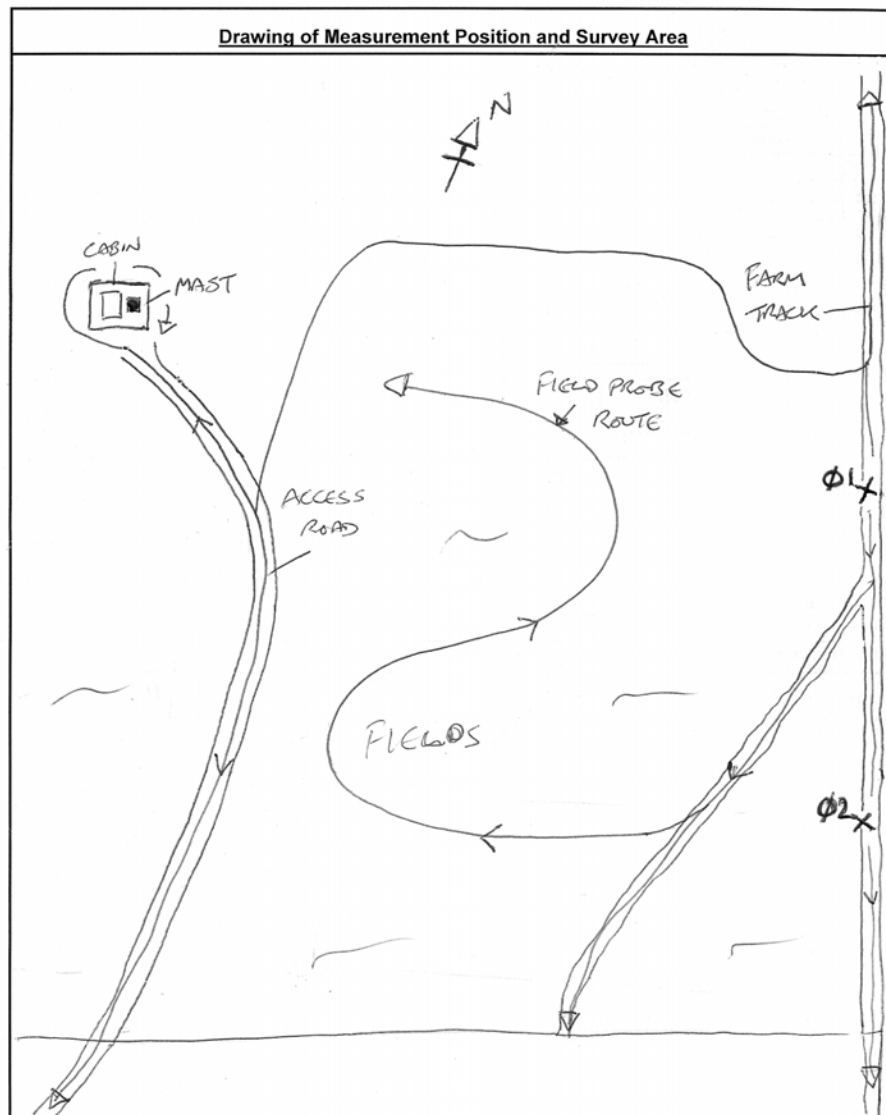 Drawing of Measurement Position and Survey Area
N
CABIN
MAST
FARM
TRACK
FIELD PROBE
ROUTE
Ø1
ACCESS
ROAD
FIELDS
Ø2